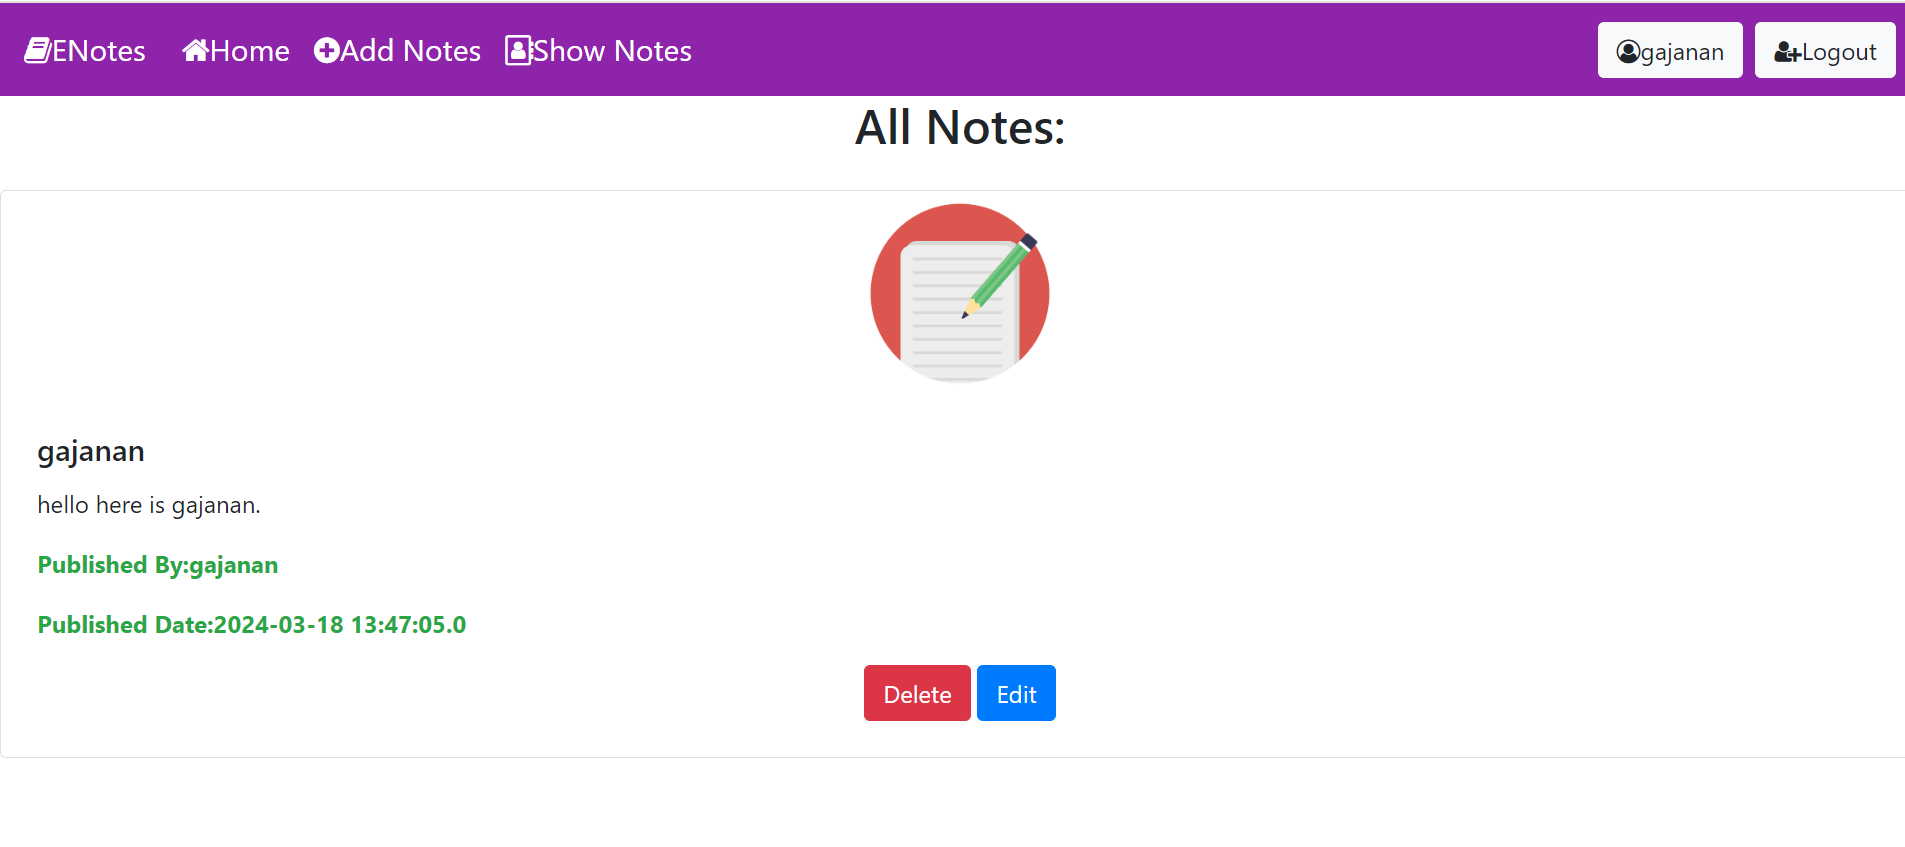 ENotes Home Add Notes Show Notes gajanan Logout
All Notes:
gajanan
hello here is gajanan.
Published By:gajanan
Published Date:2024-03-18 13:47:05.0
Delete Edit